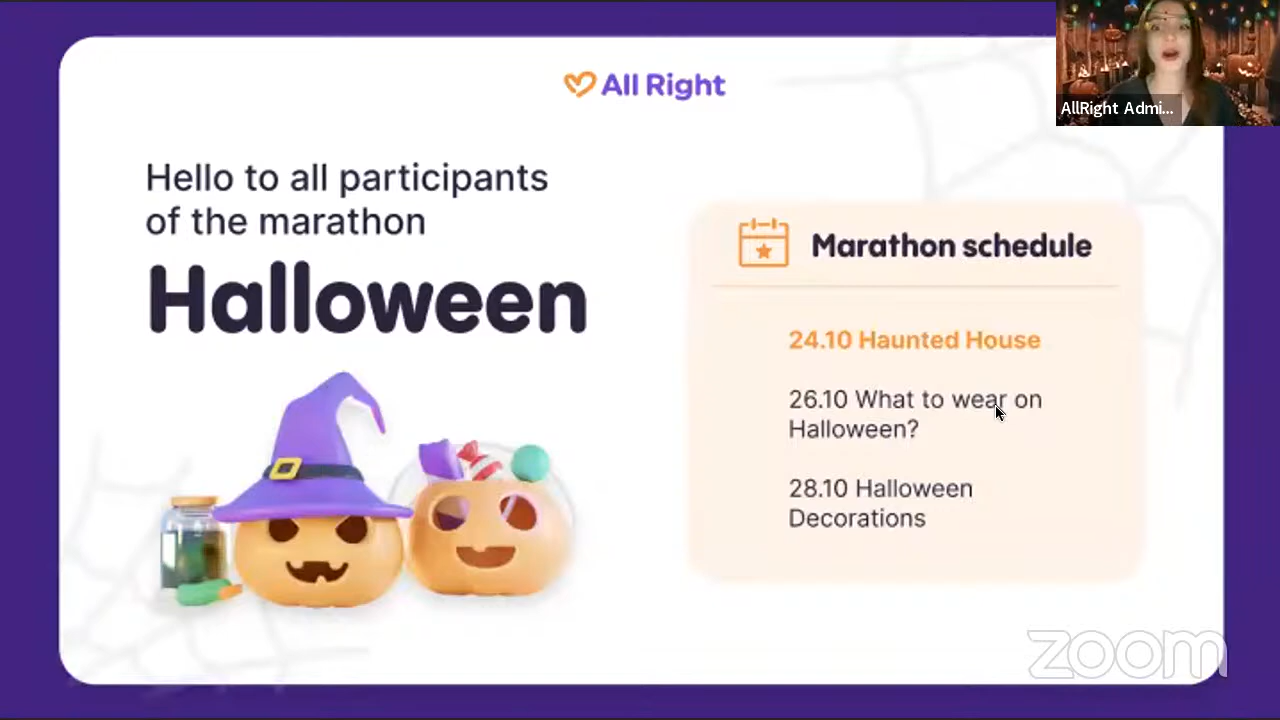 All Right
AllRight Admi...
Hello to all participants
of the marathon
Halloween
Marathon schedule
24.10 Haunted House
26.10 What to wear on
Halloween?
28.10 Halloween
Decorations
zoom